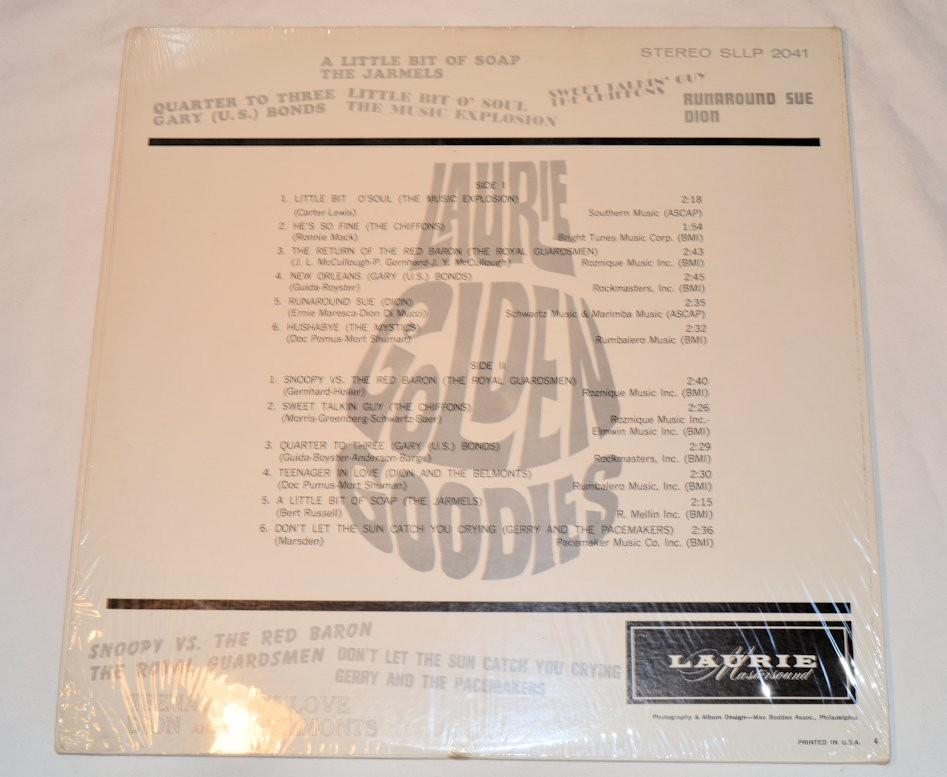 STEREO SLLP 2041
A LITTLE BIT OF SOAP
THE JARMELS
QUARTER TO THREE
GARY (U.S.) BONDS
LITTLE BIT O' SOUL
THE MUSIC EXPLOSION
SWEET TALKIN' GUY
THE CHIFFONS
RUNAROUND SUE
DION
LAURIE
GOLDEN
GOODIES
SIDE I
1. LITTLE BIT O'SOUL (THE MUSIC EXPLOSION) 2:18
(Carter-Lewis) Southern Music (ASCAP)
2. HE'S SO FINE (THE CHIFFONS) 1:54
(Ronnie Mack) Bright Tunes Music Corp. (BMI)
3. THE RETURN OF THE RED BARON (THE ROYAL GUARDSMEN) 2:43
(J. L. McCullough-P. Gernhard-J. Y. McCullough) Roznique Music Inc. (BMI)
4. NEW ORLEANS (GARY (U.S.) BONDS) 2:45
(Guida-Royster) Rockmasters, Inc. (BMI)
5. RUNAROUND SUE (DION) 2:35
(Ernie Maresca-Dion Di Mucci) Schwartz Music & Marimba Music (ASCAP)
6. HUSHABYE (THE MYSTICS) 2:32
(Doc Pomus-Mort Shuman) Rumbalero Music Inc. (BMI)
SIDE II
1. SNOOPY VS. THE RED BARON (THE ROYAL GUARDSMEN) 2:40
(Gernhard-Holler) Roznique Music Inc. (BMI)
2. SWEET TALKIN GUY (THE CHIFFONS) 2:26
(Morris-Greenberg-Schwartz-Baer) Roznique Music Inc.-
Elmwin Music Inc. (BMI)
3. QUARTER TO THREE (GARY (U.S.) BONDS) 2:29
(Guida-Royster-Anderson-Barge) Rockmasters, Inc. (BMI)
4. TEENAGER IN LOVE (DION AND THE BELMONTS) 2:30
(Doc Pumus-Mort Shuman) Rumbalero Music, Inc. (BMI)
5. A LITTLE BIT OF SOAP (THE JARMELS) 2:15
(Bert Russell) R. Mellin Inc. (BMI)
6. DON'T LET THE SUN CATCH YOU CRYING (GERRY AND THE PACEMAKERS) 2:36
(Marsden) Pacemaker Music Co. Inc. (BMI)
SNOOPY VS. THE RED BARON
THE ROYAL GUARDSMEN
DON'T LET THE SUN CATCH YOU CRYING
GERRY AND THE PACEMAKERS
LOVE
DION
LAURIE
Mastersound
Photography & Album Design—Mac Bodden Assoc., Philadelphia
PRINTED IN U.S.A. 4